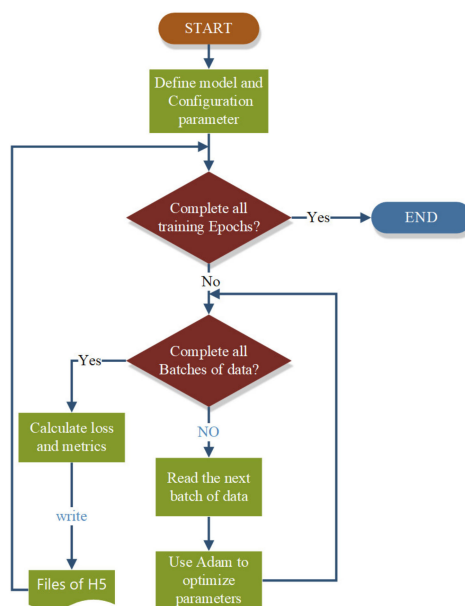 START
Define model and
Configuration
parameter
Complete all
training Epochs?
Yes
END
No
Complete all
Batches of data?
Yes
Calculate loss
and metrics
NO
Read the next
batch of data
write
Files of H5
Use Adam to
optimize
parameters